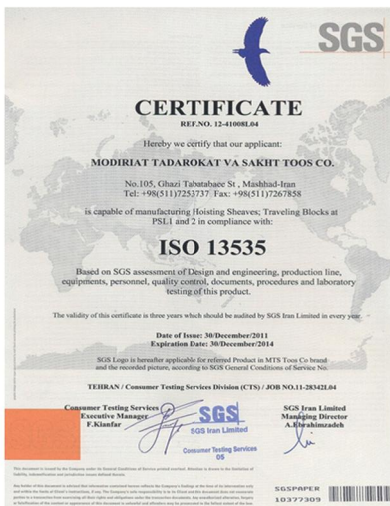 SGS
CERTIFICATE
REF.NO. 12-41008L04
Hereby we certify that our applicant:
MODIRIAT TADAROKAT VA SAKHT TOOS CO.
No.105, Ghazi Tabatabaee St , Mashhad-Iran
Tel: +98(511)7253737 Fax: +98(511)7267858
is capable of manufacturing Hoisting Sheaves; Traveling Blocks at
PSL1 and 2 in compliance with:
ISO 13535
Based on SGS assessment of Design and engineering, production line,
equipments, personnel, quality control, documents, procedures and laboratory
testing of this product.
The validity of this certificate is three years which should be audited by SGS Iran Limited in every year.
Date of Issue: 30/December/2011
Expiration Date: 30/December/2014
SGS Logo is hereafter applicable for referred Product in MTS Toos Co brand
and the recorded picture, according to SGS General Conditions of Service No.
TEHRAN / Consumer Testing Services Division (CTS) / JOB NO.11-28342L04
Consumer Testing Services
Executive Manager
F.Kianfar
SGS
SGS Iran Limited
Consumer Testing Services
05
SGS Iran Limited
Managing Director
A.Ebrahimzadeh
SGSPAPER
10377309